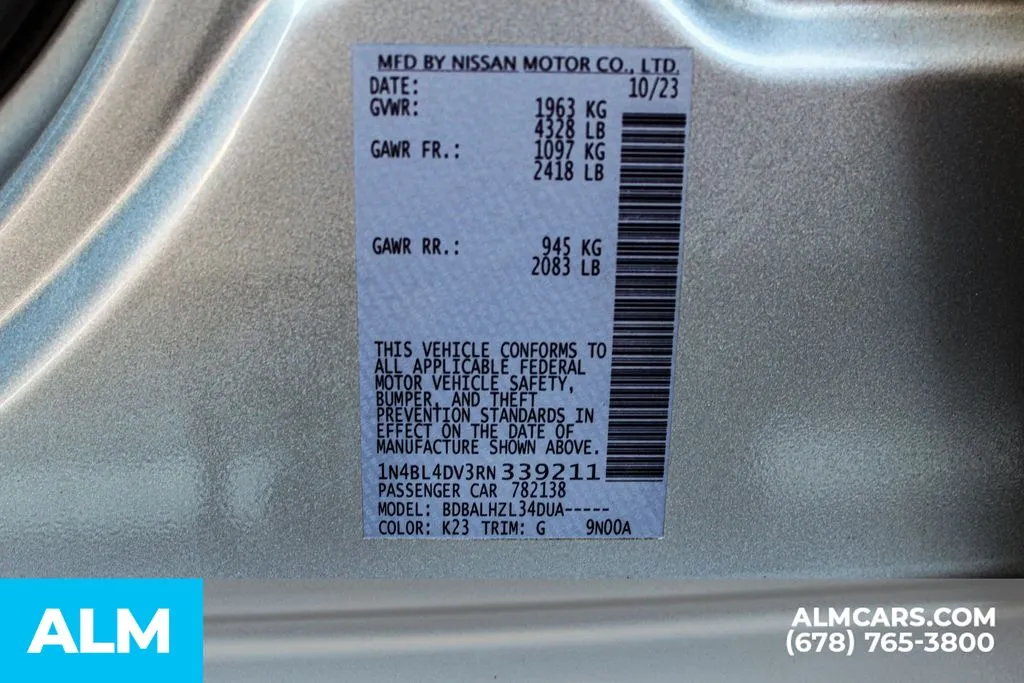 MFD BY NISSAN MOTOR CO., LTD.
DATE: 10/23
GVWR: 1963 KG
4328 LB
GAWR FR.: 1097 KG
2418 LB
GAWR RR.: 945 KG
2083 LB
THIS VEHICLE CONFORMS TO
ALL APPLICABLE FEDERAL
MOTOR VEHICLE SAFETY,
BUMPER, AND THEFT
PREVENTION STANDARDS IN
EFFECT ON THE DATE OF
MANUFACTURE SHOWN ABOVE.
1N4BL4DV3RN339211
PASSENGER CAR 782138
MODEL: BDBALHZL34DUA-----
COLOR: K23 TRIM: G 9N00A
ALM
ALMCARS.COM
(678) 765-3800